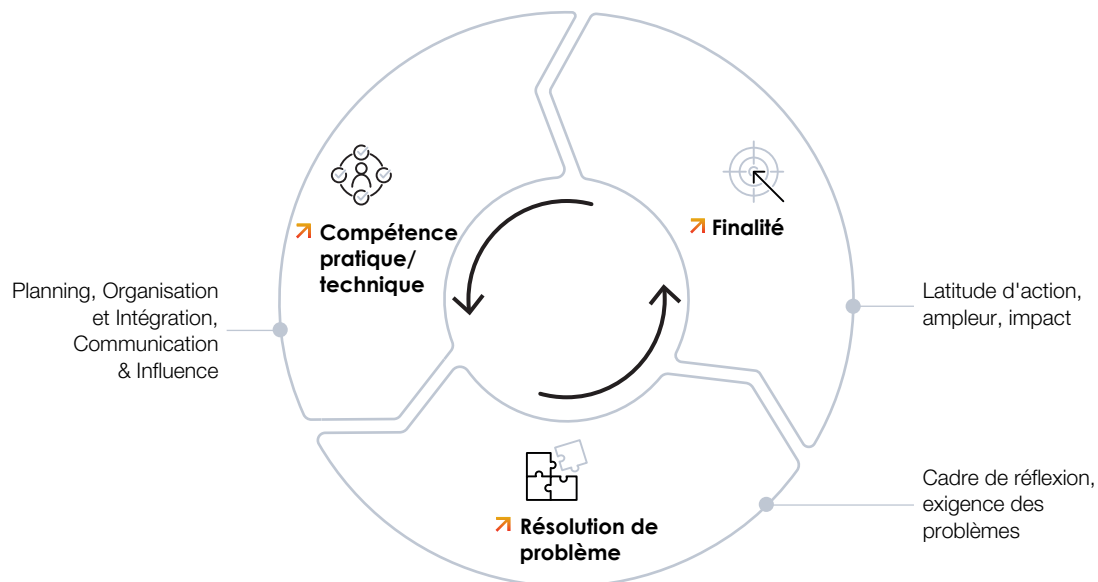 Compétence
pratique/
technique
Finalité
Planning, Organisation
et Intégration,
Communication
& Influence
Latitude d'action,
ampleur, impact
Résolution de
problème
Cadre de réflexion,
exigence des
problèmes